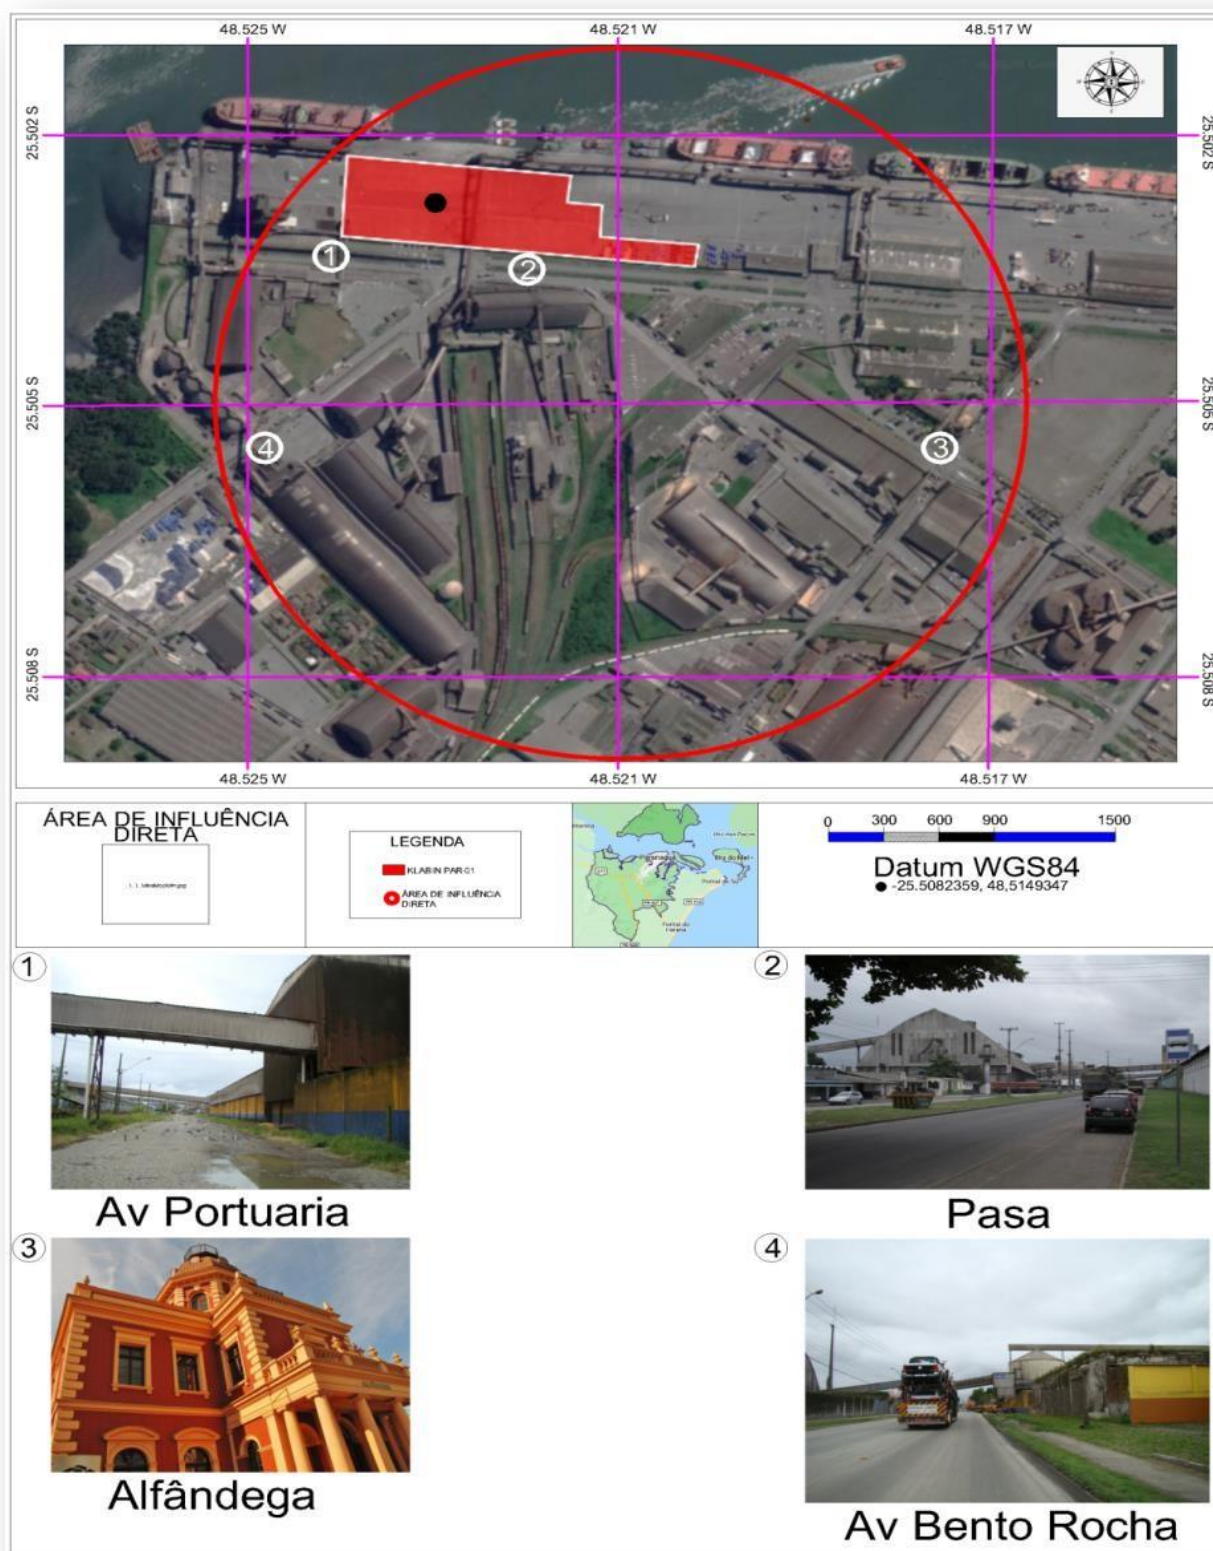 48.525 W
48.521 W
48.517 W
25.502 S
25.502 S
1
2
25.505 S
25.505 S
4
3
25.508 S
25.508 S
48.525 W
48.521 W
48.517 W
ÁREA DE INFLUÊNCIA
DIRETA
LEGENDA
KLABIN PAR-01
ÁREA DE INFLUÊNCIA
DIRETA
Paranaguá
0 300 600 900 1500
Datum WGS84
-25.5082359, 48,5149347
1
2
Av Portuaria
Pasa
3
4
Alfândega
Av Bento Rocha